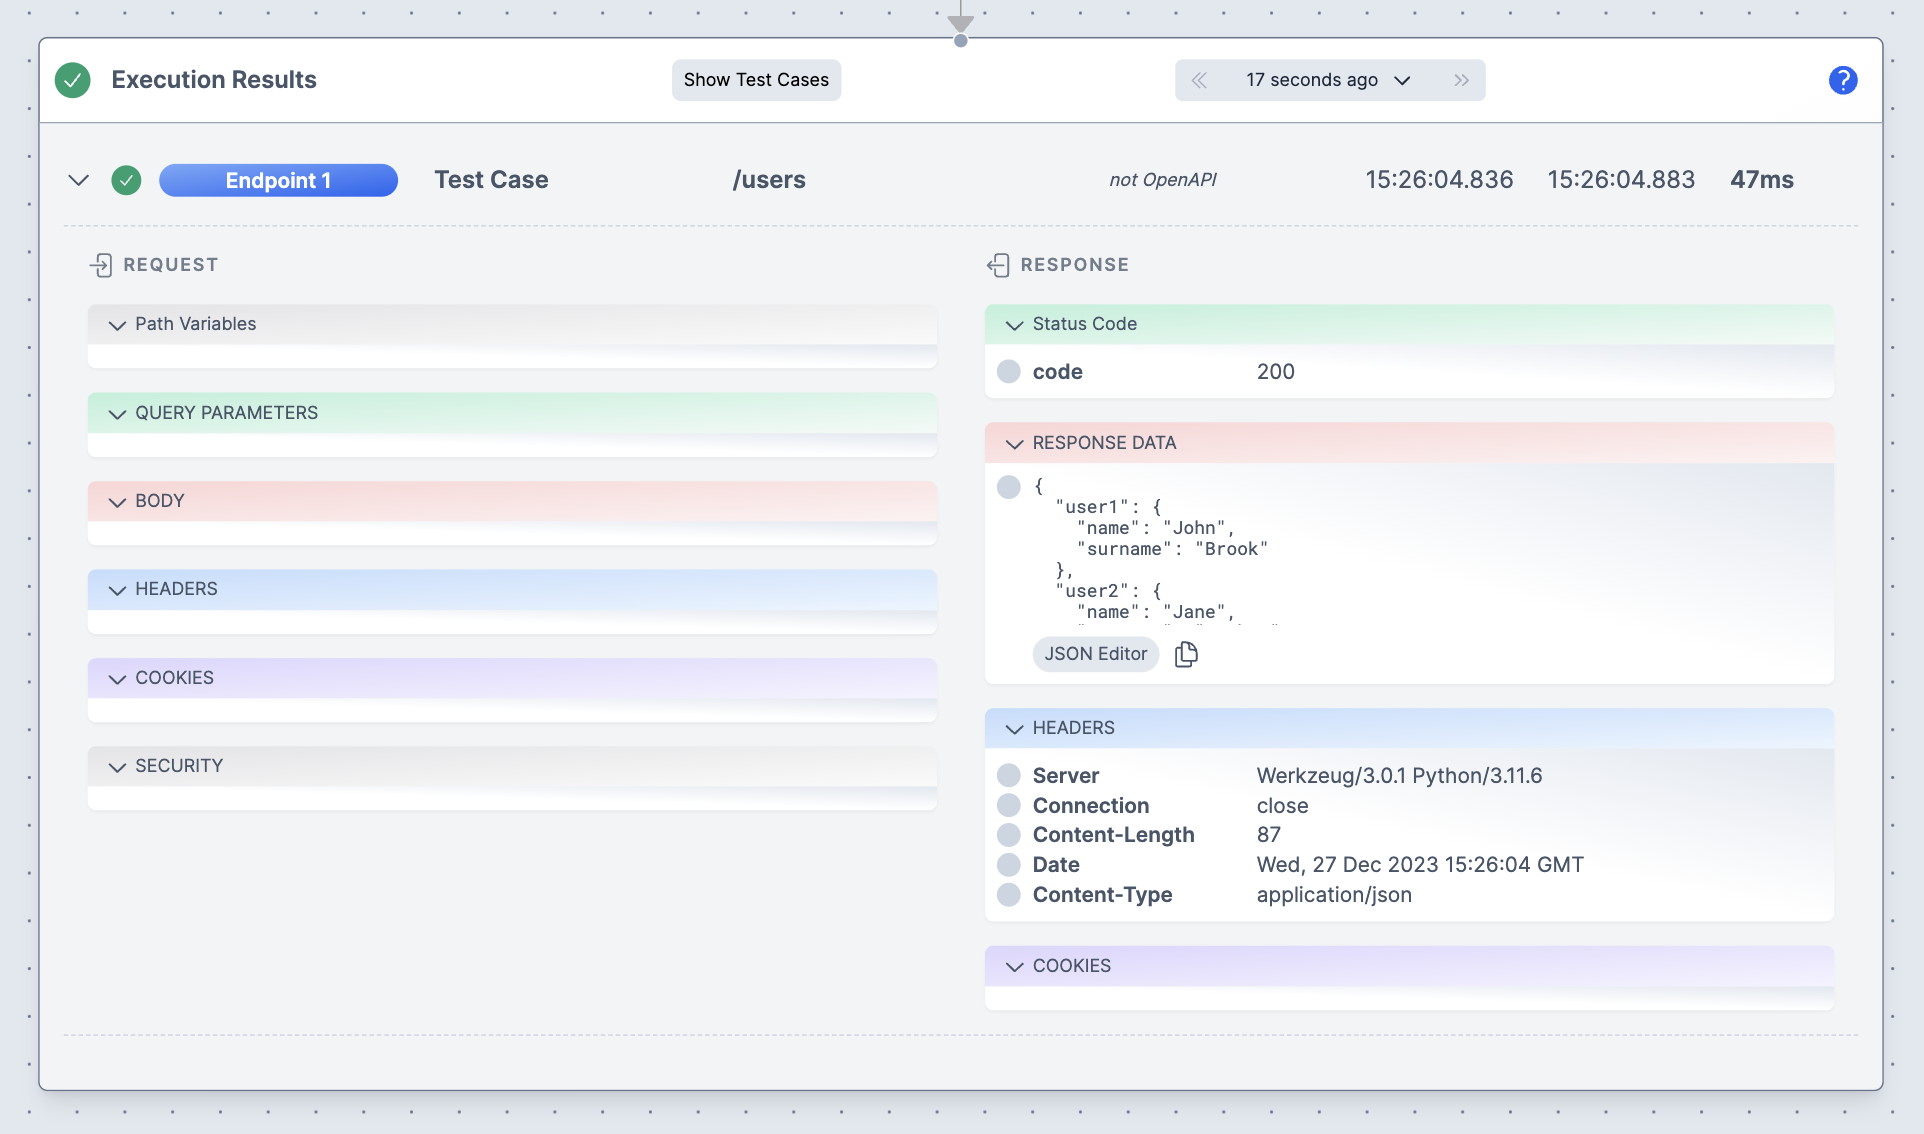 Execution Results
Show Test Cases
17 seconds ago
?
Endpoint 1 Test Case /users not OpenAPI 15:26:04.836 15:26:04.883 47ms
REQUEST
Path Variables
QUERY PARAMETERS
BODY
HEADERS
COOKIES
SECURITY
RESPONSE
Status Code
code 200
RESPONSE DATA
{
"user1": {
"name": "John",
"surname": "Brook"
},
"user2": {
"name": "Jane",
JSON Editor
HEADERS
Server Werkzeug/3.0.1 Python/3.11.6
Connection close
Content-Length 87
Date Wed, 27 Dec 2023 15:26:04 GMT
Content-Type application/json
COOKIES